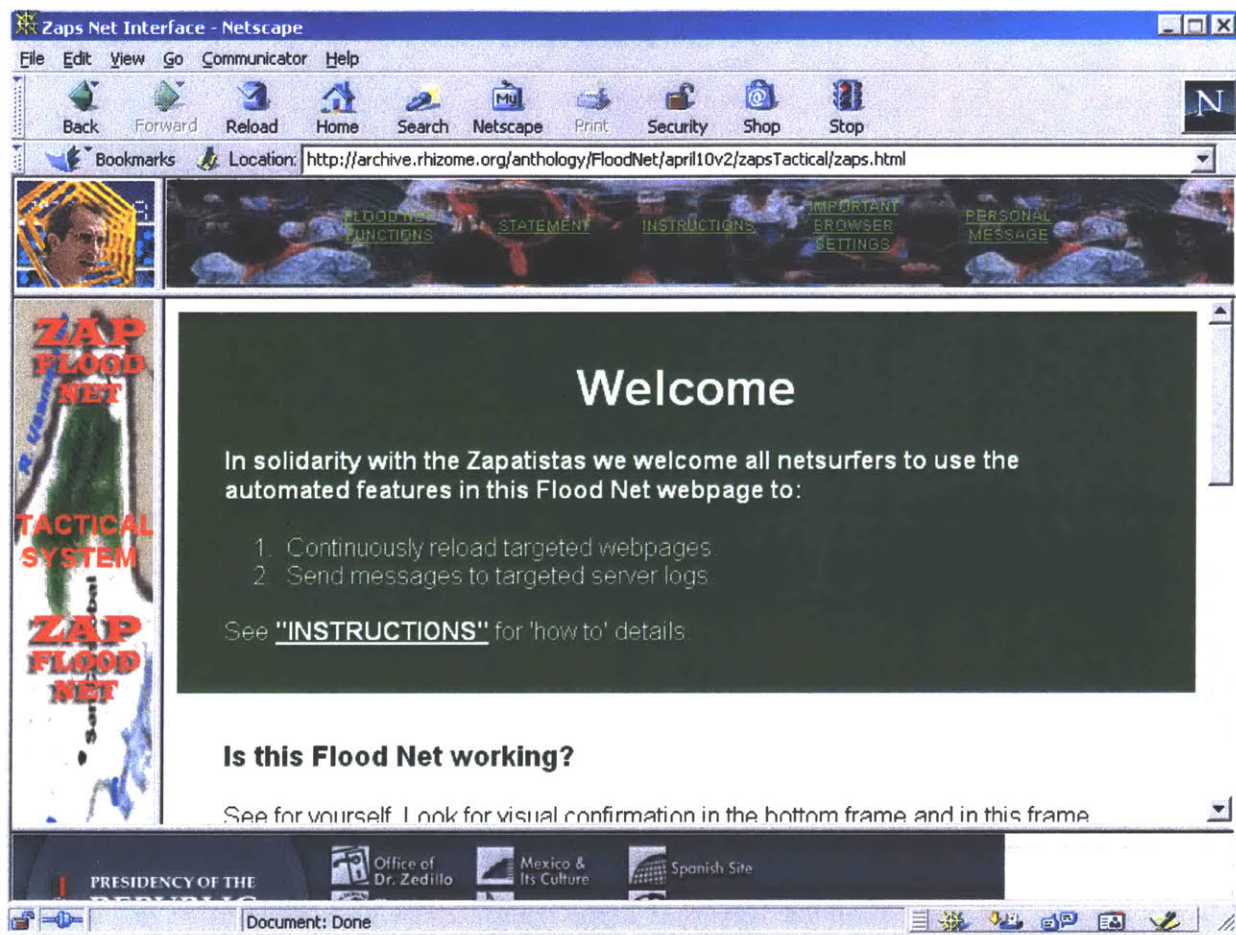 Zaps Net Interface - Netscape
File Edit View Go Communicator Help
My
N
Back Forward Reload Home Search Netscape Print Security Shop Stop
Bookmarks Location: http://archive.rhizome.org/anthology/FloodNet/april10v2/zapsTactical/zaps.html
FLOOD NET FUNCTIONS
STATEMENT
INSTRUCTIONS
IMPORTANT BROWSER SETTINGS
PERSONAL MESSAGE
ZAP
FLOOD
NET
TACTICAL
SYSTEM
ZAP
FLOOD
NET
Welcome
In solidarity with the Zapatistas we welcome all netsurfers to use the
automated features in this Flood Net webpage to:
1. Continuously reload targeted webpages.
2. Send messages to targeted server logs.
See "INSTRUCTIONS" for 'how to' details.
Is this Flood Net working?
See for yourself. Look for visual confirmation in the bottom frame and in this frame
PRESIDENCY OF THE
REPUBLIC
Office of
Dr. Zedillo
Mexico &
Its Culture
Spanish Site
Document: Done